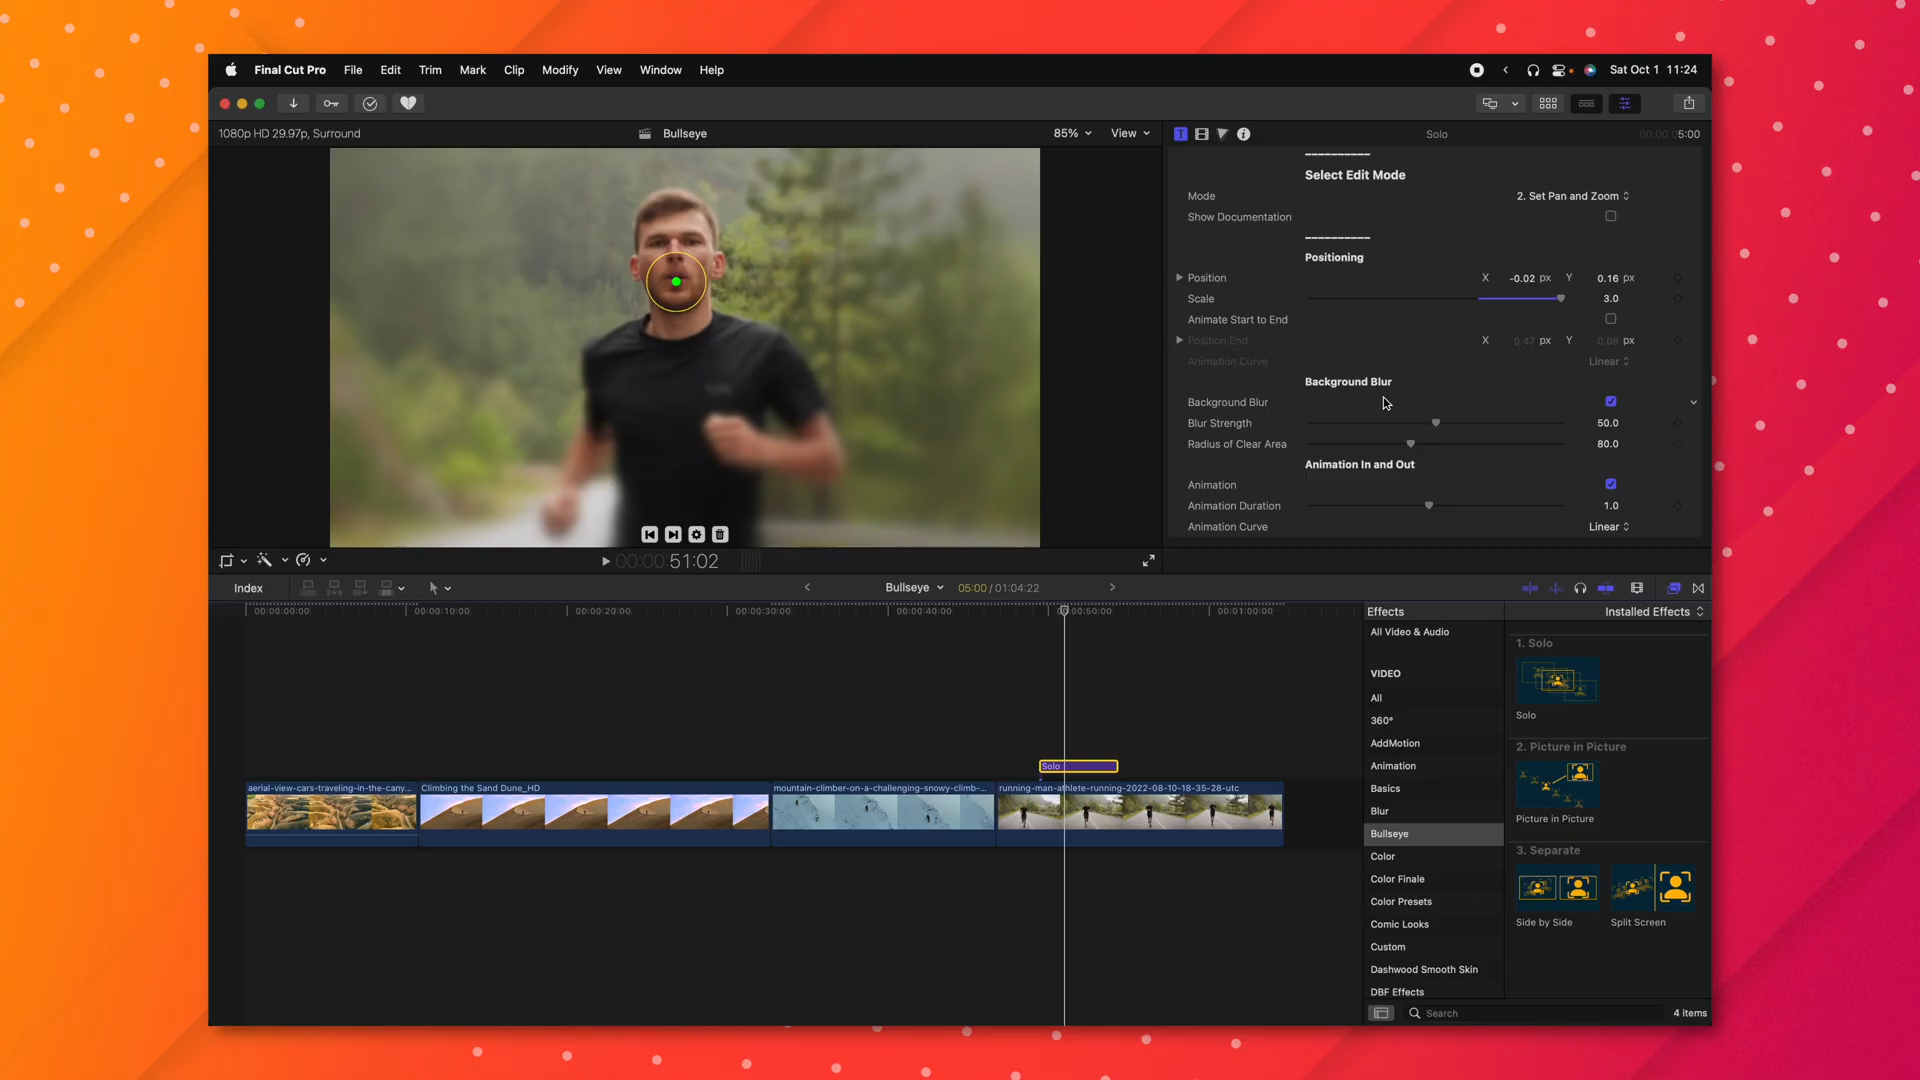 Final Cut Pro File Edit Trim Mark Clip Modify View Window Help Sat Oct 1 11:24
1080p HD 29.97p, Surround Bullseye 85% View Solo 5:00
Select Edit Mode
Mode 2. Set Pan and Zoom
Show Documentation
Positioning
Position X -0.02 px Y 0.16 px
Scale 3.0
Animate Start to End
Position End X 0.47 px Y 0.08 px
Animation Curve Linear
Background Blur
Background Blur
Blur Strength 50.0
Radius of Clear Area 80.0
Animation In and Out
Animation
Animation Duration 1.0
Animation Curve Linear
00:00:00:51:02
Index Bullseye 05:00 / 01:04:22
00:00:00:00 00:00:10:00 00:00:20:00 00:00:30:00 00:00:40:00 00:00:50:00 00:01:00:00
Effects Installed Effects
All Video & Audio
VIDEO
All
360°
AddMotion
Animation
Basics
Blur
Bullseye
Color
Color Finale
Color Presets
Comic Looks
Custom
Dashwood Smooth Skin
DBF Effects
1. Solo
Solo
2. Picture in Picture
Picture in Picture
3. Separate
Side by Side Split Screen
Solo
aerial-view-cars-traveling-in-the-cany... Climbing the Sand Dune_HD mountain-climber-on-a-challenging-snowy-climb-... running-man-athlete-running-2022-08-10-18-35-28-utc
Search 4 items